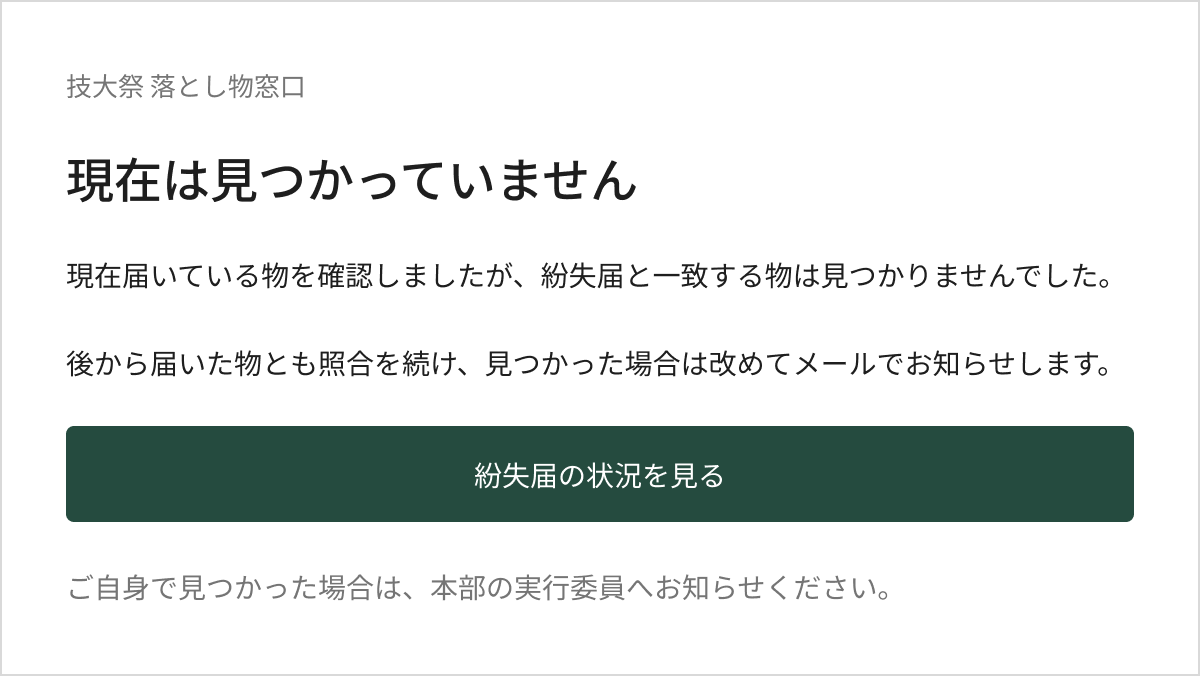 技大祭 落とし物窓口
現在は見つかっていません
現在届いている物を確認しましたが、紛失届と一致する物は見つかりませんでした。
後から届いた物とも照合を続け、見つかった場合は改めてメールでお知らせします。
紛失届の状況を見る
ご自身で見つかった場合は、本部の実行委員へお知らせください。